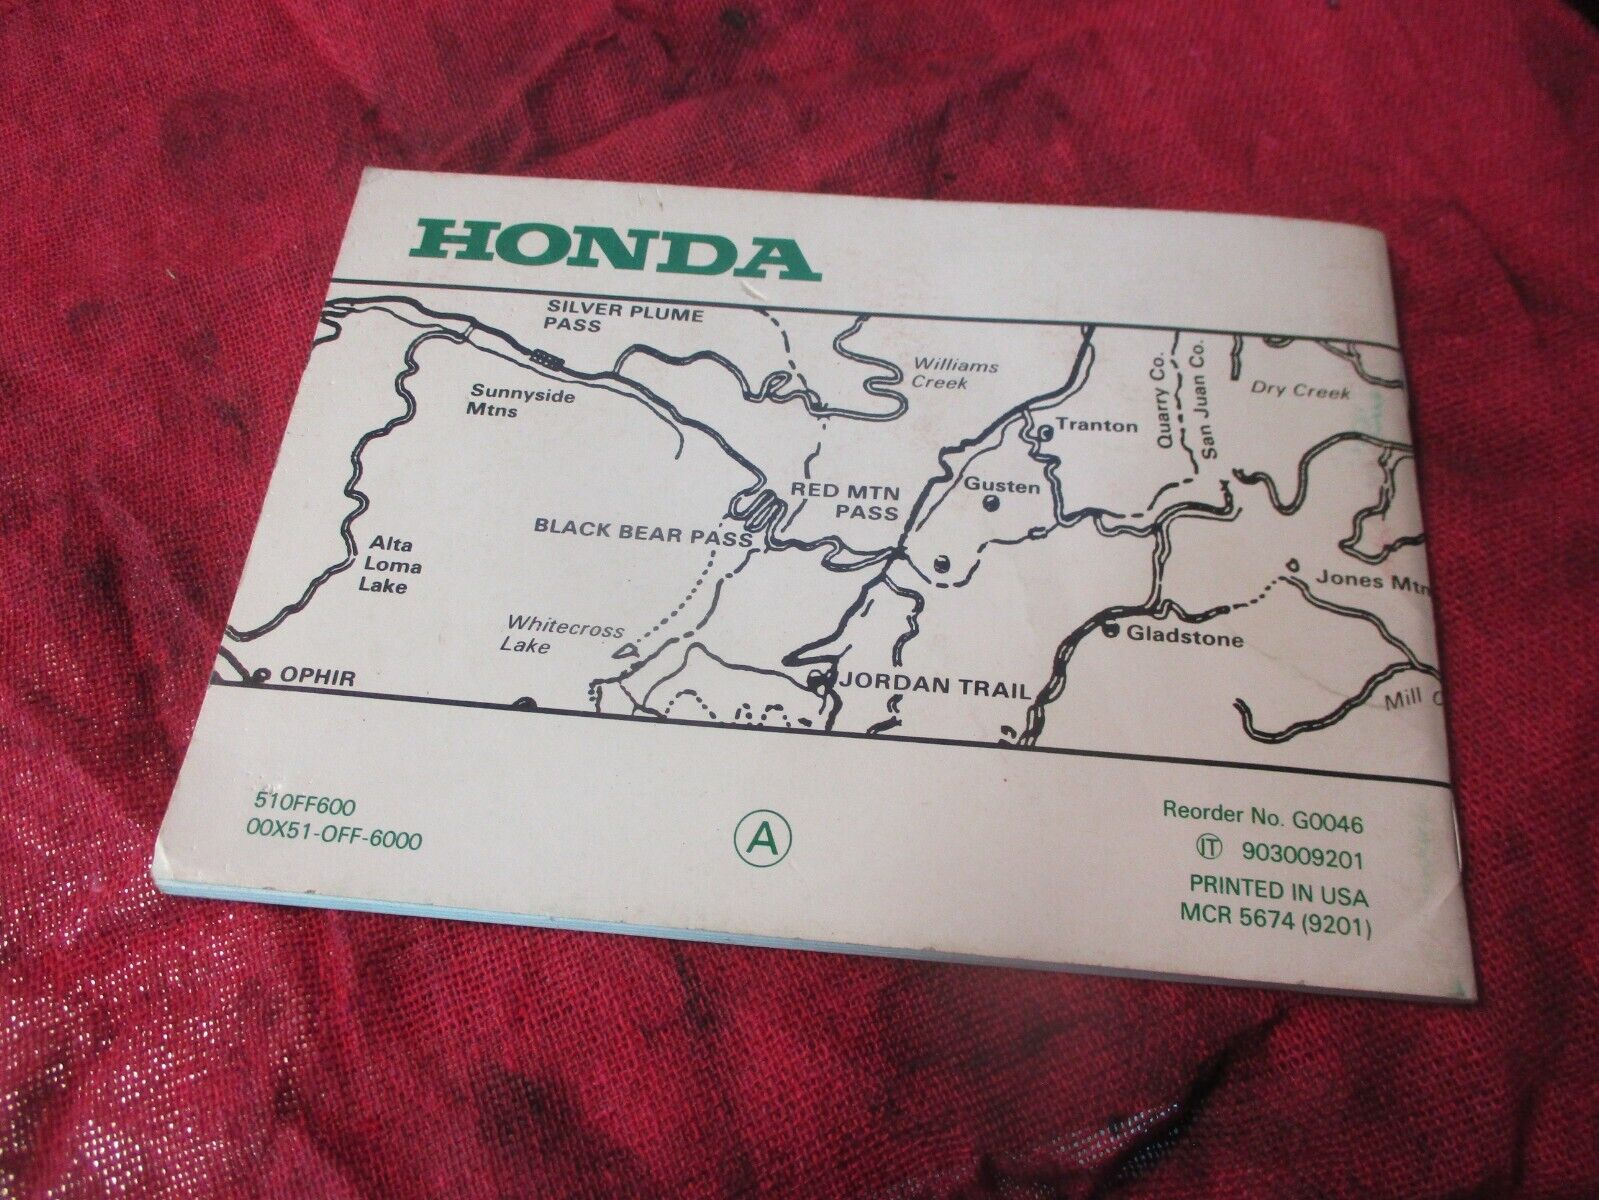 HONDA
SILVER PLUME
PASS
Williams
Creek
Sunnyside
Mtns
Tranton
Quarry Co.
San Juan Co.
Dry Creek
RED MTN
PASS
Gusten
BLACK BEAR PASS
Alta
Loma
Lake
Jones Mtn
Whitecross
Lake
Gladstone
OPHIR
JORDAN TRAIL
Mill
510FF600
00X51-OFF-6000
A
Reorder No. G0046
IT 903009201
PRINTED IN USA
MCR 5674 (9201)